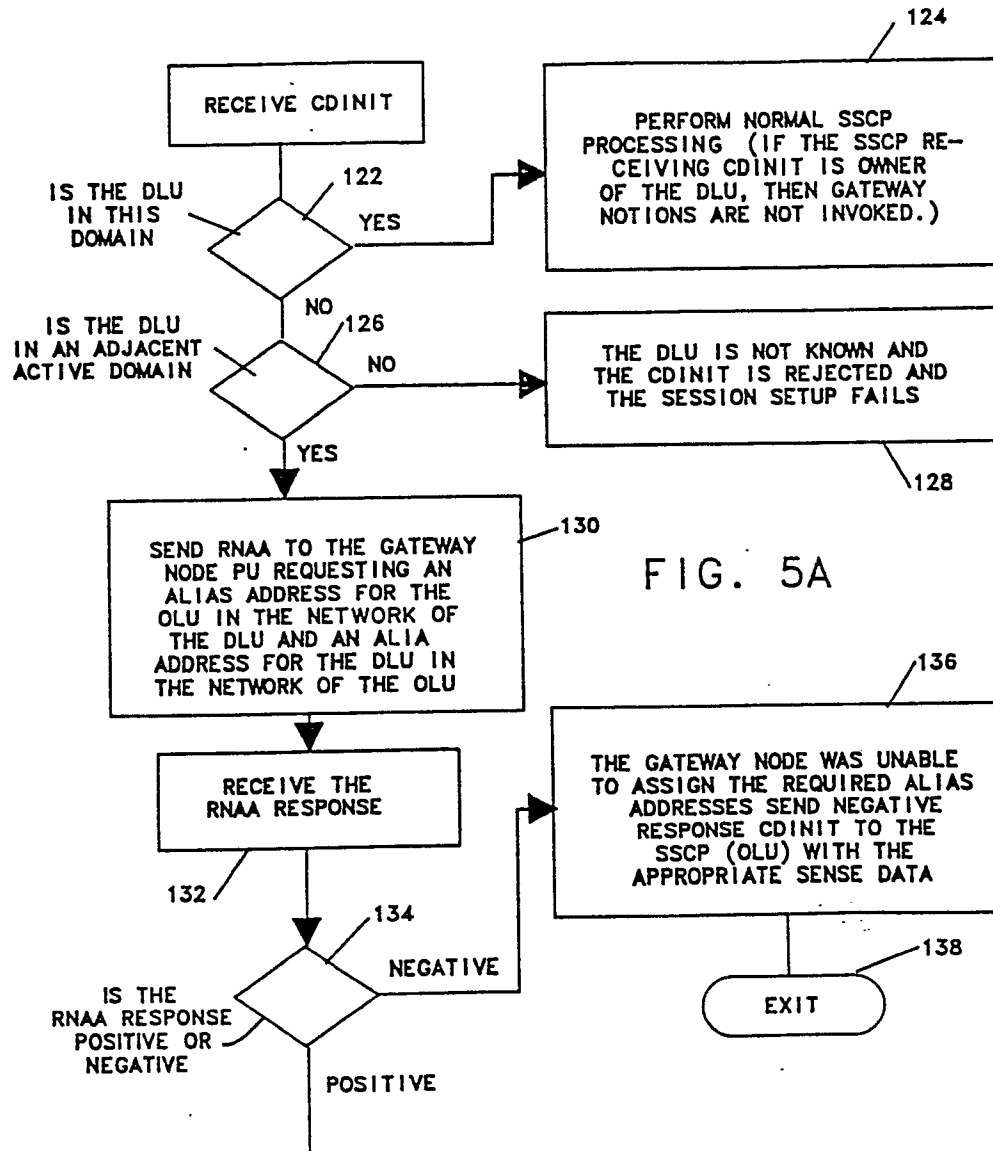 124
RECEIVE CDINIT
PERFORM NORMAL SSCP
PROCESSING (IF THE SSCP RE-
CEIVING CDINIT IS OWNER
OF THE DLU, THEN GATEWAY
NOTIONS ARE NOT INVOKED.)
IS THE DLU
IN THIS
DOMAIN
122
YES
NO
IS THE DLU
IN AN ADJACENT
ACTIVE DOMAIN
126
NO
THE DLU IS NOT KNOWN AND
THE CDINIT IS REJECTED AND
THE SESSION SETUP FAILS
128
YES
130
SEND RNAA TO THE GATEWAY
NODE PU REQUESTING AN
ALIAS ADDRESS FOR THE
OLU IN THE NETWORK OF
THE DLU AND AN ALIA
ADDRESS FOR THE DLU IN
THE NETWORK OF THE OLU
FIG. 5A
136
RECEIVE THE
RNAA RESPONSE
132
THE GATEWAY NODE WAS UNABLE
TO ASSIGN THE REQUIRED ALIAS
ADDRESSES SEND NEGATIVE
RESPONSE CDINIT TO THE
SSCP (OLU) WITH THE
APPROPRIATE SENSE DATA
134
NEGATIVE
IS THE
RNAA RESPONSE
POSITIVE OR
NEGATIVE
138
EXIT
POSITIVE